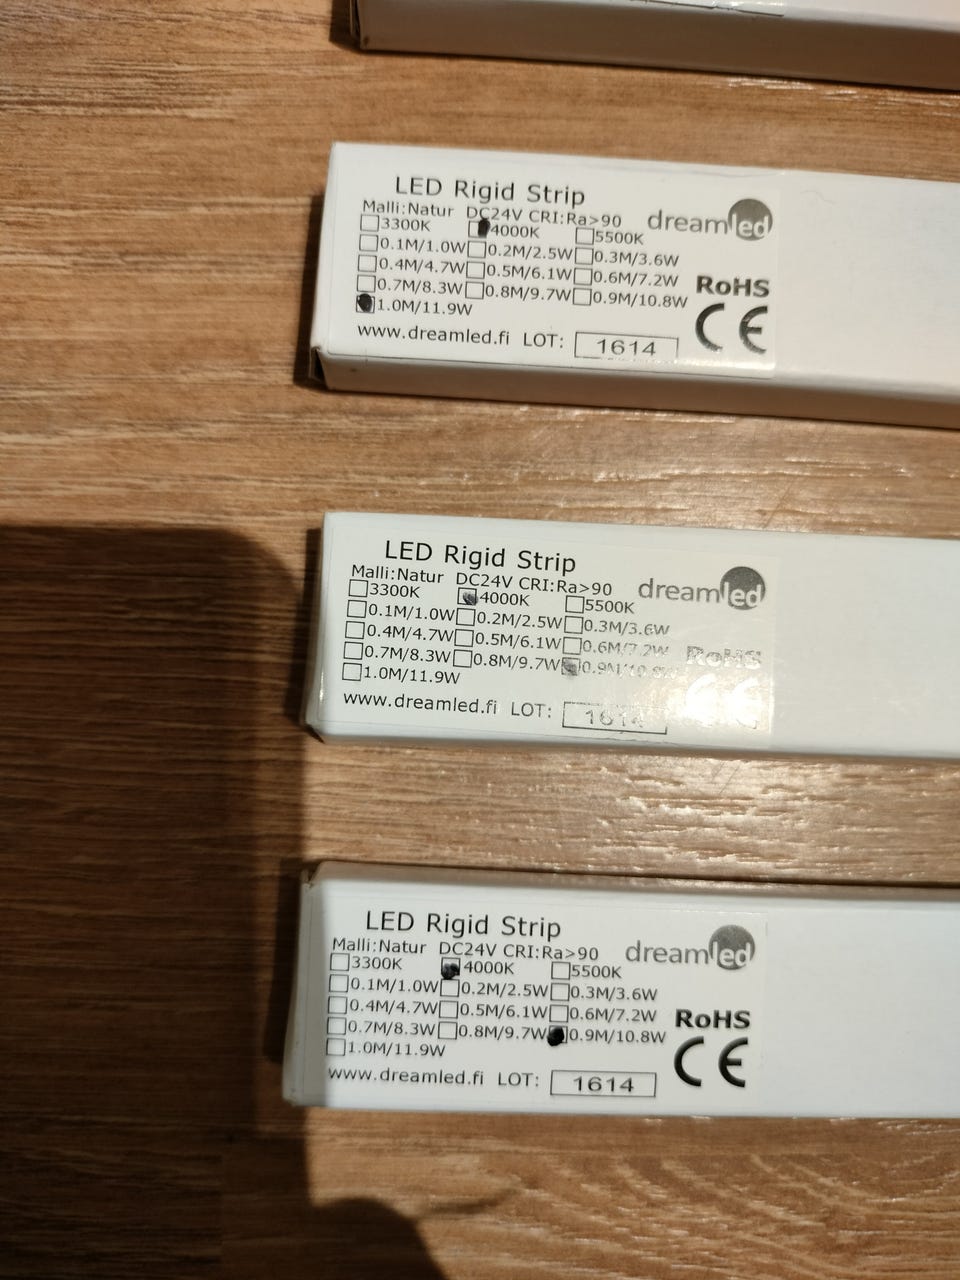 LED Rigid Strip
Malli:Natur DC24V CRI:Ra>90 dreamled
3300K 4000K 5500K
0.1M/1.0W 0.2M/2.5W 0.3M/3.6W
0.4M/4.7W 0.5M/6.1W 0.6M/7.2W RoHS
0.7M/8.3W 0.8M/9.7W 0.9M/10.8W
1.0M/11.9W CE
www.dreamled.fi LOT: 1614
LED Rigid Strip
Malli:Natur DC24V CRI:Ra>90 dreamled
3300K 4000K 5500K
0.1M/1.0W 0.2M/2.5W 0.3M/3.6W
0.4M/4.7W 0.5M/6.1W 0.6M/7.2W RoHS
0.7M/8.3W 0.8M/9.7W 0.9M/10.8W
1.0M/11.9W CE
www.dreamled.fi LOT: 1614
LED Rigid Strip
Malli:Natur DC24V CRI:Ra>90 dreamled
3300K 4000K 5500K
0.1M/1.0W 0.2M/2.5W 0.3M/3.6W
0.4M/4.7W 0.5M/6.1W 0.6M/7.2W RoHS
0.7M/8.3W 0.8M/9.7W 0.9M/10.8W
1.0M/11.9W CE
www.dreamled.fi LOT: 1614